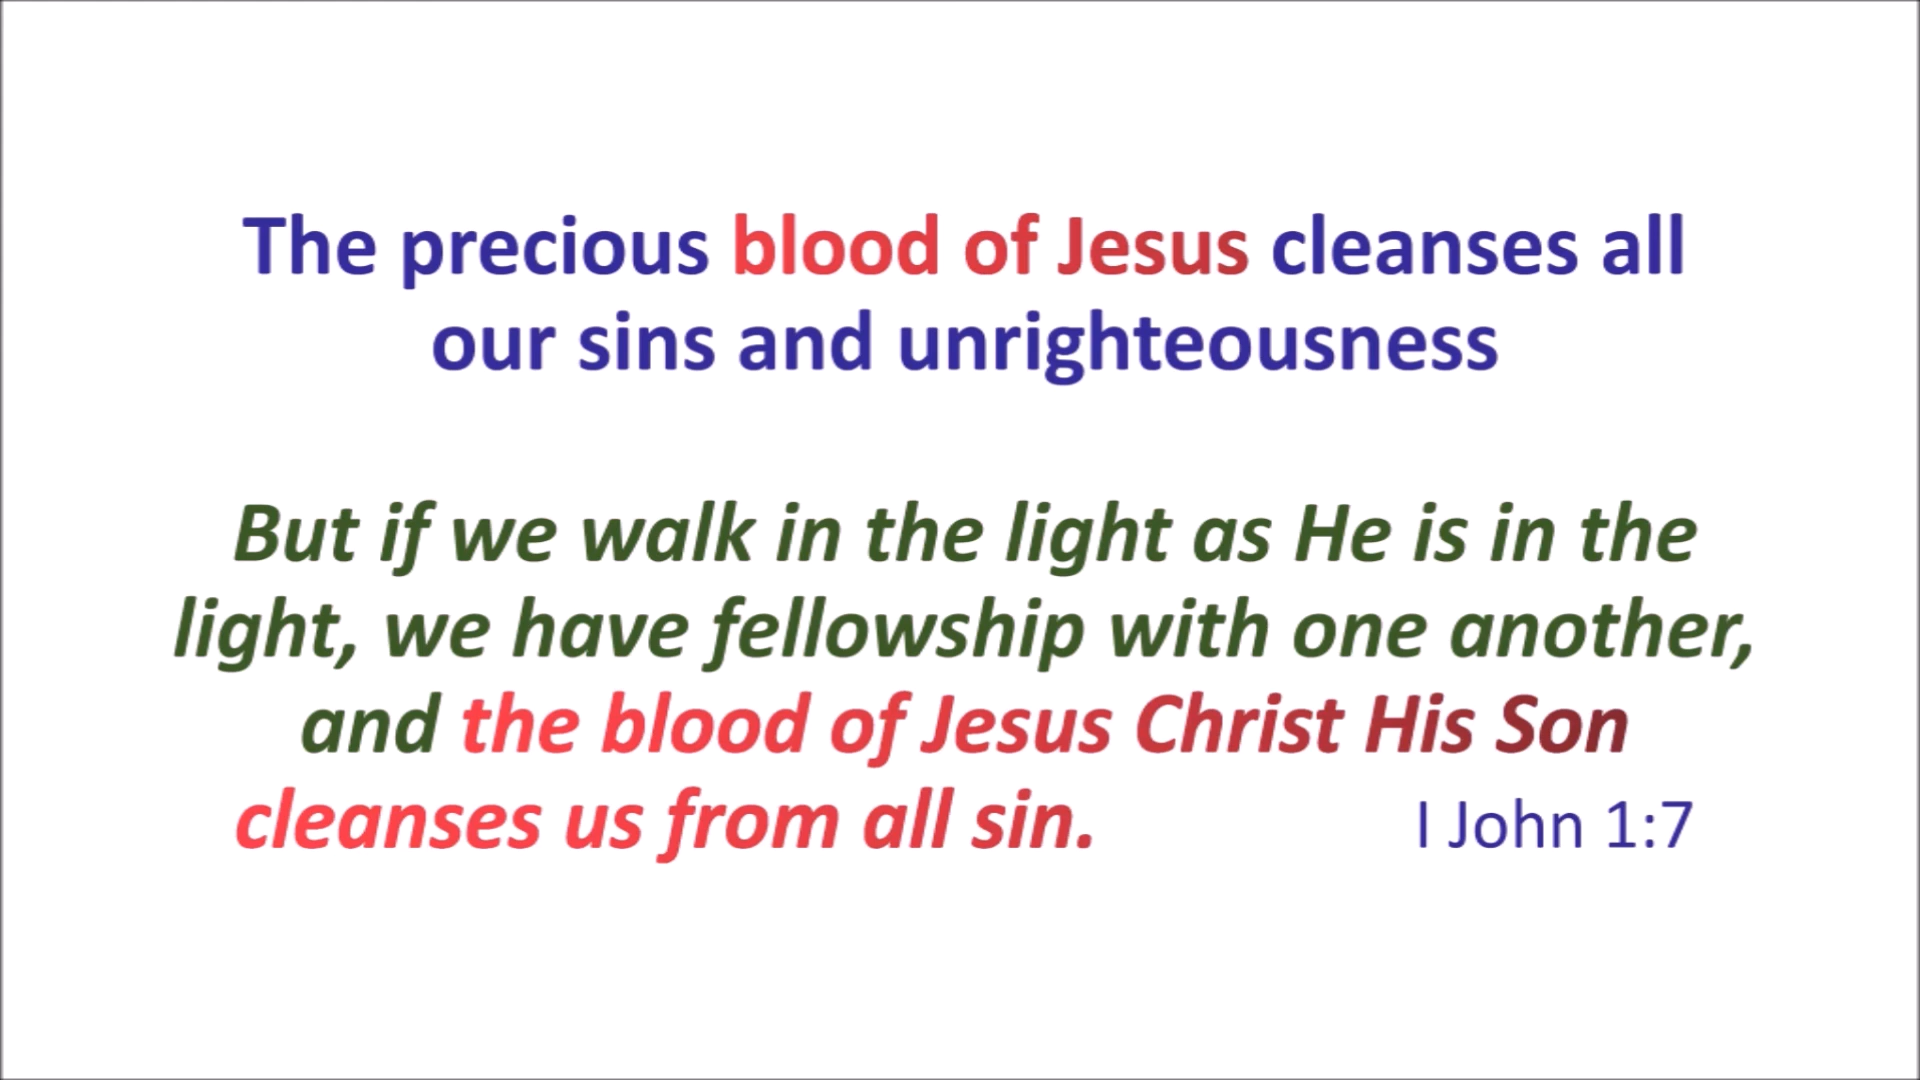 The precious blood of Jesus cleanses all
our sins and unrighteousness
But if we walk in the light as He is in the
light, we have fellowship with one another,
and the blood of Jesus Christ His Son
cleanses us from all sin. I John 1:7